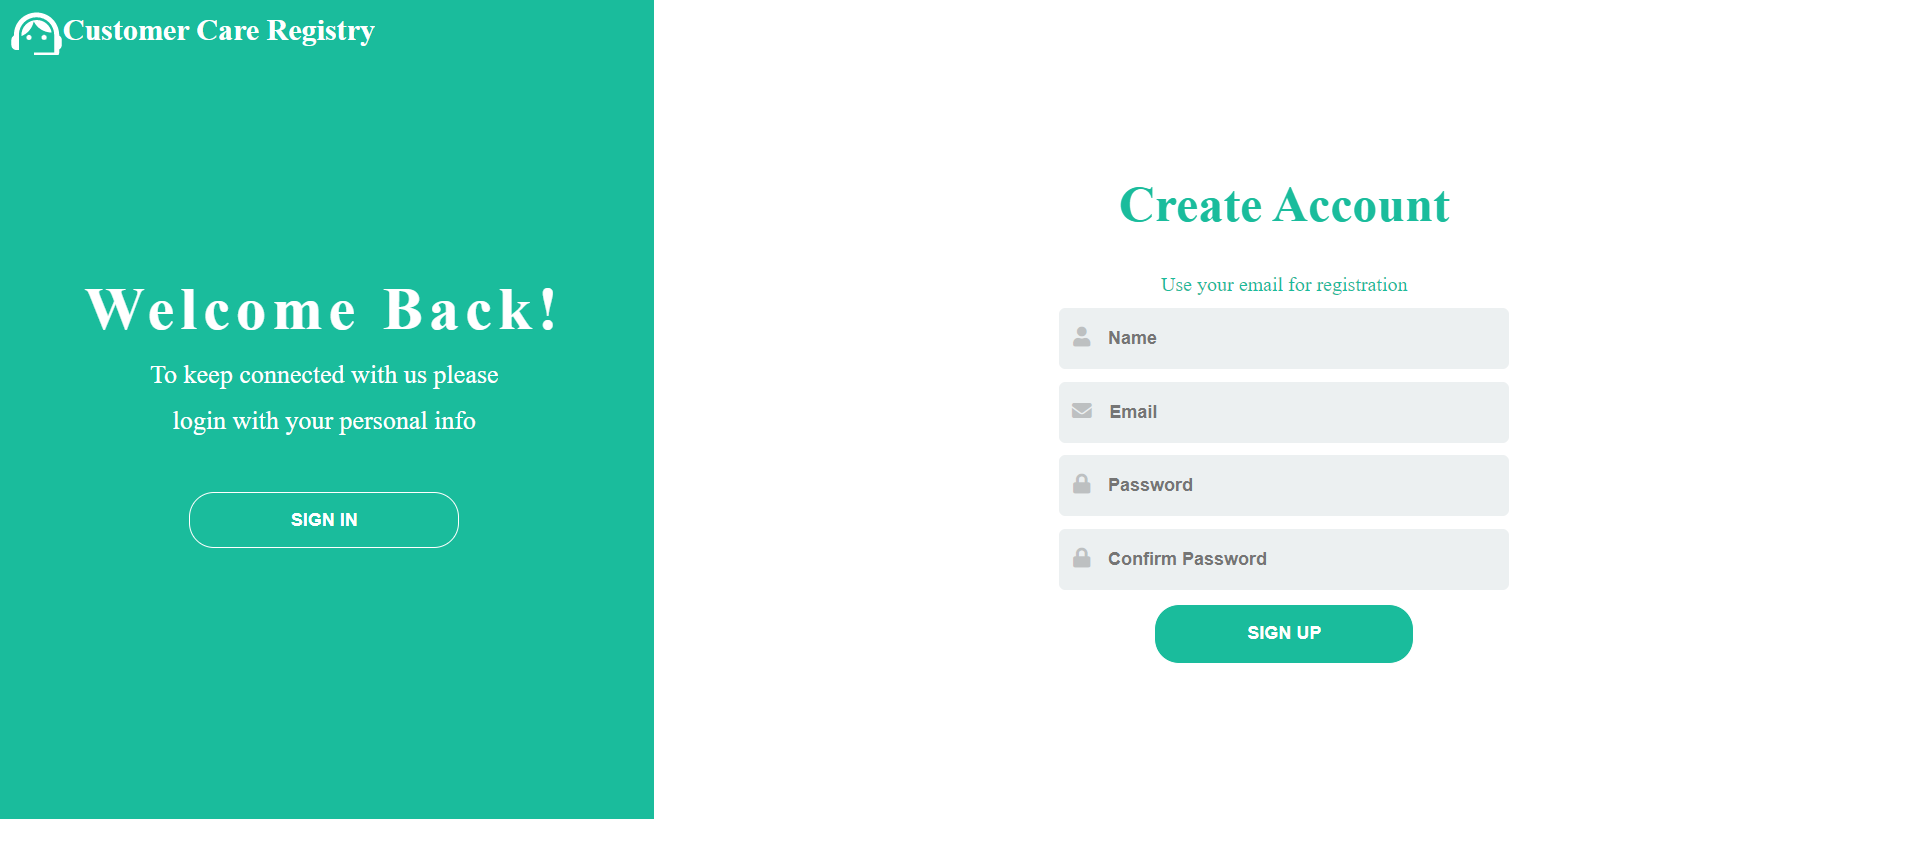 Customer Care Registry
Welcome Back!
To keep connected with us please
login with your personal info
SIGN IN
Create Account
Use your email for registration
Name
Email
Password
Confirm Password
SIGN UP